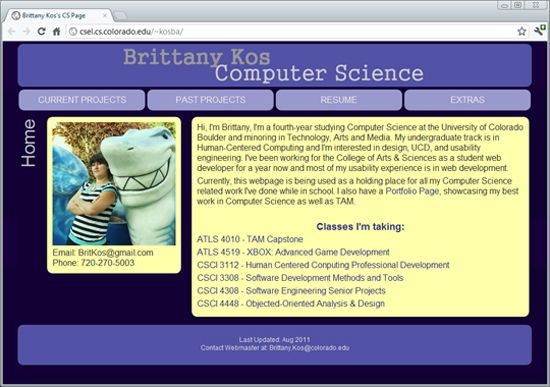 Brittany Kos's CS Page
csel.cs.colorado.edu/~kosba/
Brittany Kos
Computer Science
CURRENT PROJECTS
PAST PROJECTS
RESUME
EXTRAS
Home
Email: BritKos@gmail.com
Phone: 720-270-5003
Hi, I'm Brittany, I'm a fourth-year studying Computer Science at the University of Colorado
Boulder and minoring in Technology, Arts and Media. My undergraduate track is in
Human-Centered Computing and I'm interested in design, UCD, and usability
engineering. I've been working for the College of Arts & Sciences as a student web
developer for a year now and most of my usability experience is in web development.
Currently, this webpage is being used as a holding place for all my Computer Science
related work I've done while in school. I also have a Portfolio Page, showcasing my best
work in Computer Science as well as TAM.
Classes I'm taking:
ATLS 4010 - TAM Capstone
ATLS 4519 - XBOX: Advanced Game Development
CSCI 3112 - Human Centered Computing Professional Development
CSCI 3308 - Software Development Methods and Tools
CSCI 4308 - Software Engineering Senior Projects
CSCI 4448 - Objected-Oriented Analysis & Design
Last Updated: Aug 2011
Contact Webmaster at: Brittany.Kos@colorado.edu